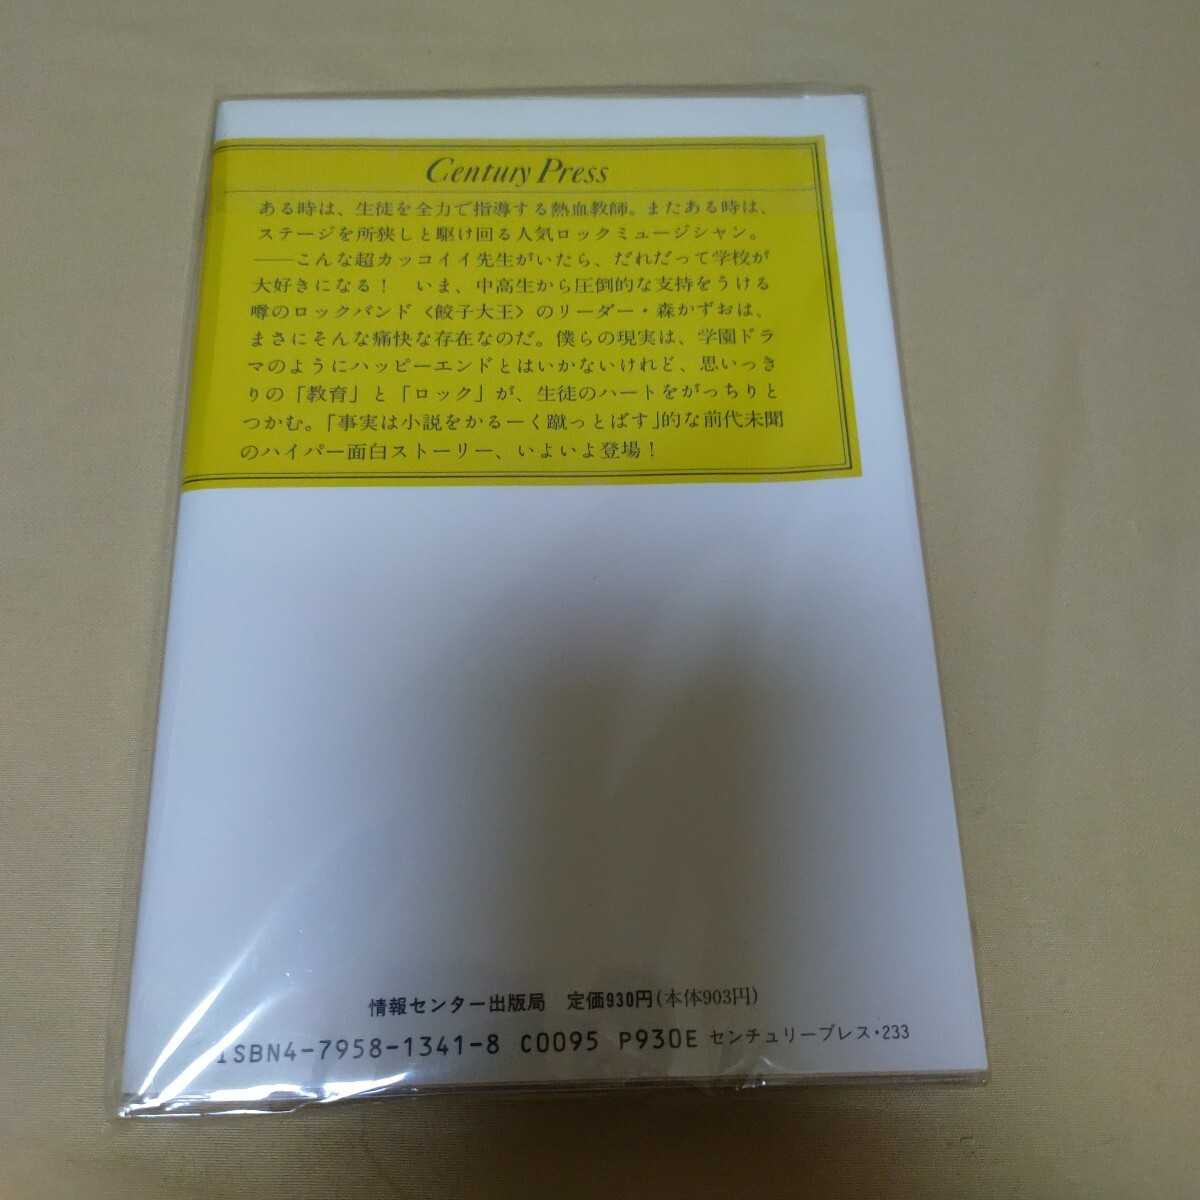 Century Press
ある時は、生徒を全力で指導する熱血教師。またある時は、
ステージを所狭しと駆け回る人気ロックミュージシャン。
――こんな超カッコイイ先生がいたら、だれだって学校が
大好きになる！　いま、中高生から圧倒的な支持をうける
噂のロックバンド〈餃子大王〉のリーダー・森かずおは、
まさにそんな痛快な存在なのだ。僕らの現実は、学園ドラ
マのようにハッピーエンドとはいかないけれど、思いっき
りの「教育」と「ロック」が、生徒のハートをがっちりと
つかむ。「事実は小説をかるーく蹴っとばす」的な前代未聞
のハイパー面白ストーリー、いよいよ登場！
情報センター出版局　定価930円(本体903円)
ISBN4-7958-1341-8 C0095 P930E センチュリープレス・233